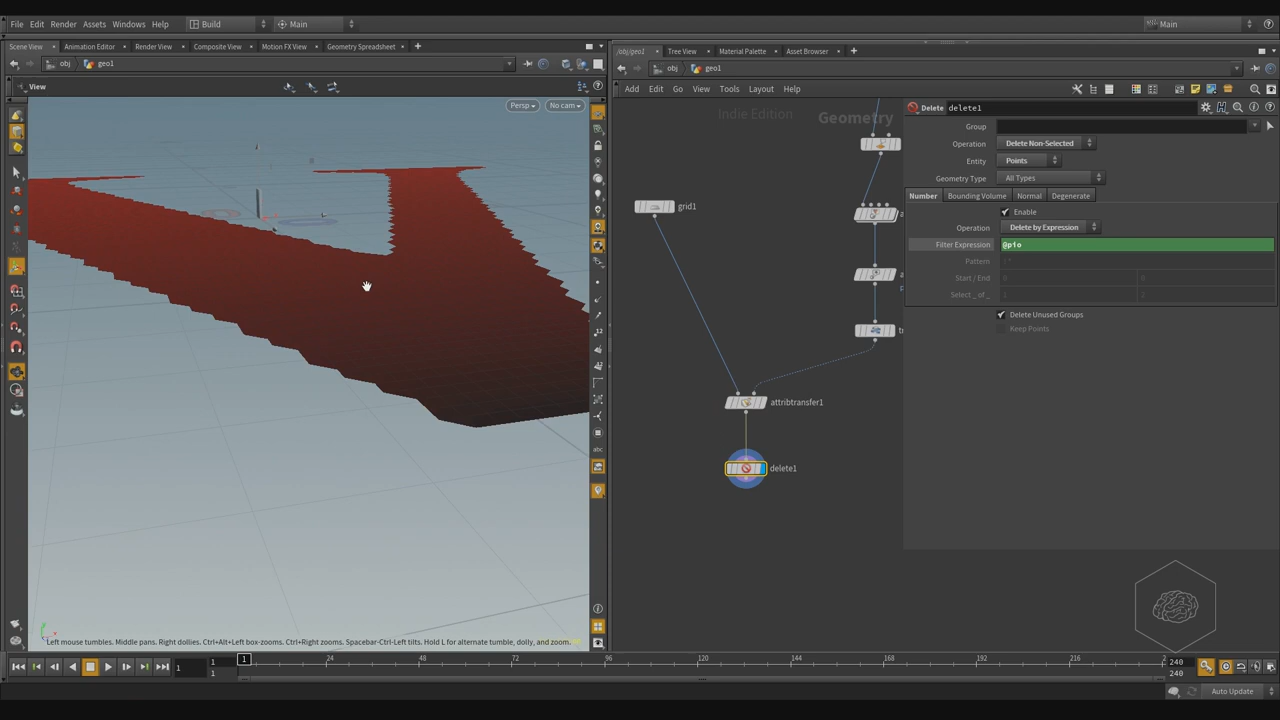 File Edit Render Assets Windows Help Build Main Main
Scene View Animation Editor Render View Composite View Motion FX View Geometry Spreadsheet
/obj/geo1 Tree View Material Palette Asset Browser
obj geo1
obj geo1
View
Persp No cam
Add Edit Go View Tools Layout Help
Indie Edition Geometry
Delete delete1
Group
Operation Delete Non-Selected
Entity Points
Geometry Type All Types
Number Bounding Volume Normal Degenerate
Enable
Operation Delete by Expression
Filter Expression @pio
Pattern
Start / End 0 0
Select _ of _
Delete Unused Groups
Keep Points
grid1
attribtransfer1
delete1
abc
Left mouse tumbles. Middle pans. Right dollies. Ctrl+Alt+Left box-zooms. Ctrl+Right zooms. Spacebar-Ctrl-Left tilts. Hold L for alternate tumble, dolly, and zoom.
1 1 1 1 24 48 72 96 120 144 168 192 216 240 240
Auto Update